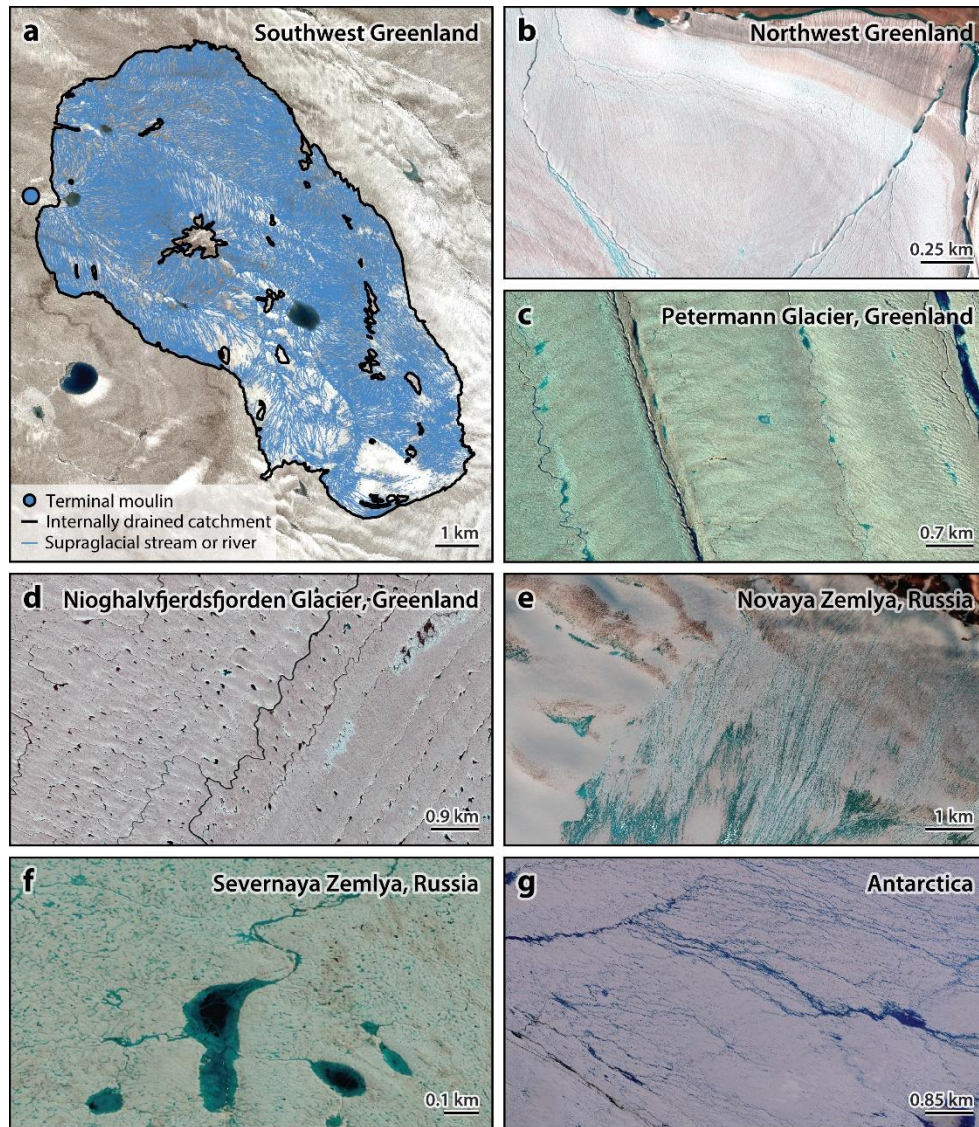 a Southwest Greenland
Terminal moulin
Internally drained catchment
Supraglacial stream or river
1 km
b Northwest Greenland
0.25 km
c Petermann Glacier, Greenland
0.7 km
d Nioghalvfjerdsfjorden Glacier, Greenland
0.9 km
e Novaya Zemlya, Russia
1 km
f Severnaya Zemlya, Russia
0.1 km
g Antarctica
0.85 km